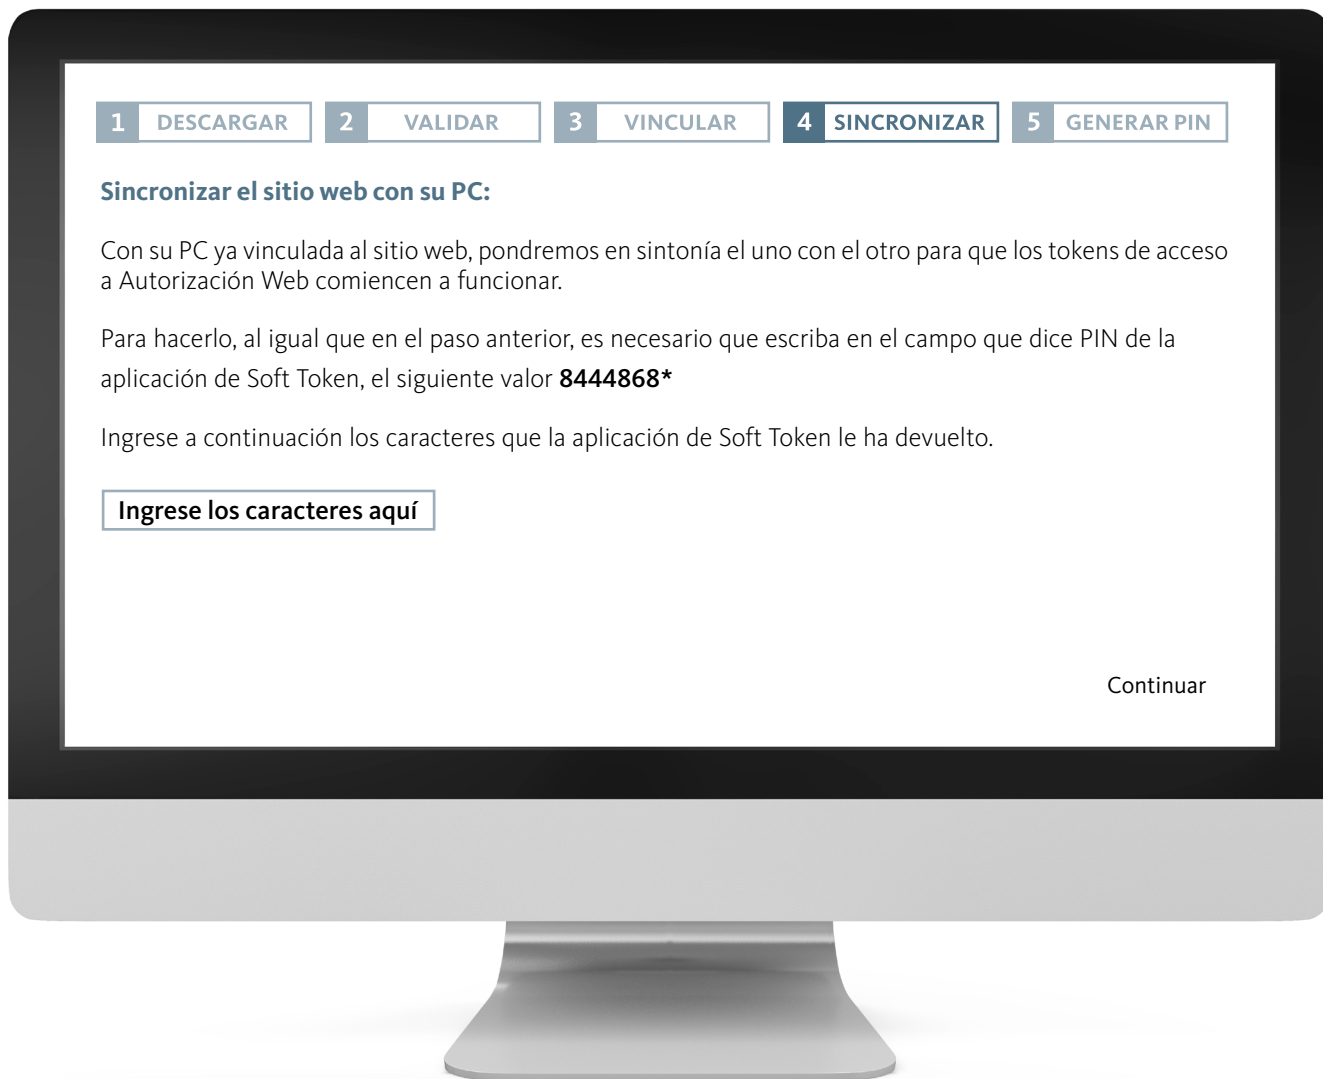 1 DESCARGAR 2 VALIDAR 3 VINCULAR 4 SINCRONIZAR 5 GENERAR PIN
Sincronizar el sitio web con su PC:
Con su PC ya vinculada al sitio web, pondremos en sintonía el uno con el otro para que los tokens de acceso
a Autorización Web comiencen a funcionar.
Para hacerlo, al igual que en el paso anterior, es necesario que escriba en el campo que dice PIN de la
aplicación de Soft Token, el siguiente valor 8444868*
Ingrese a continuación los caracteres que la aplicación de Soft Token le ha devuelto.
Ingrese los caracteres aquí
Continuar